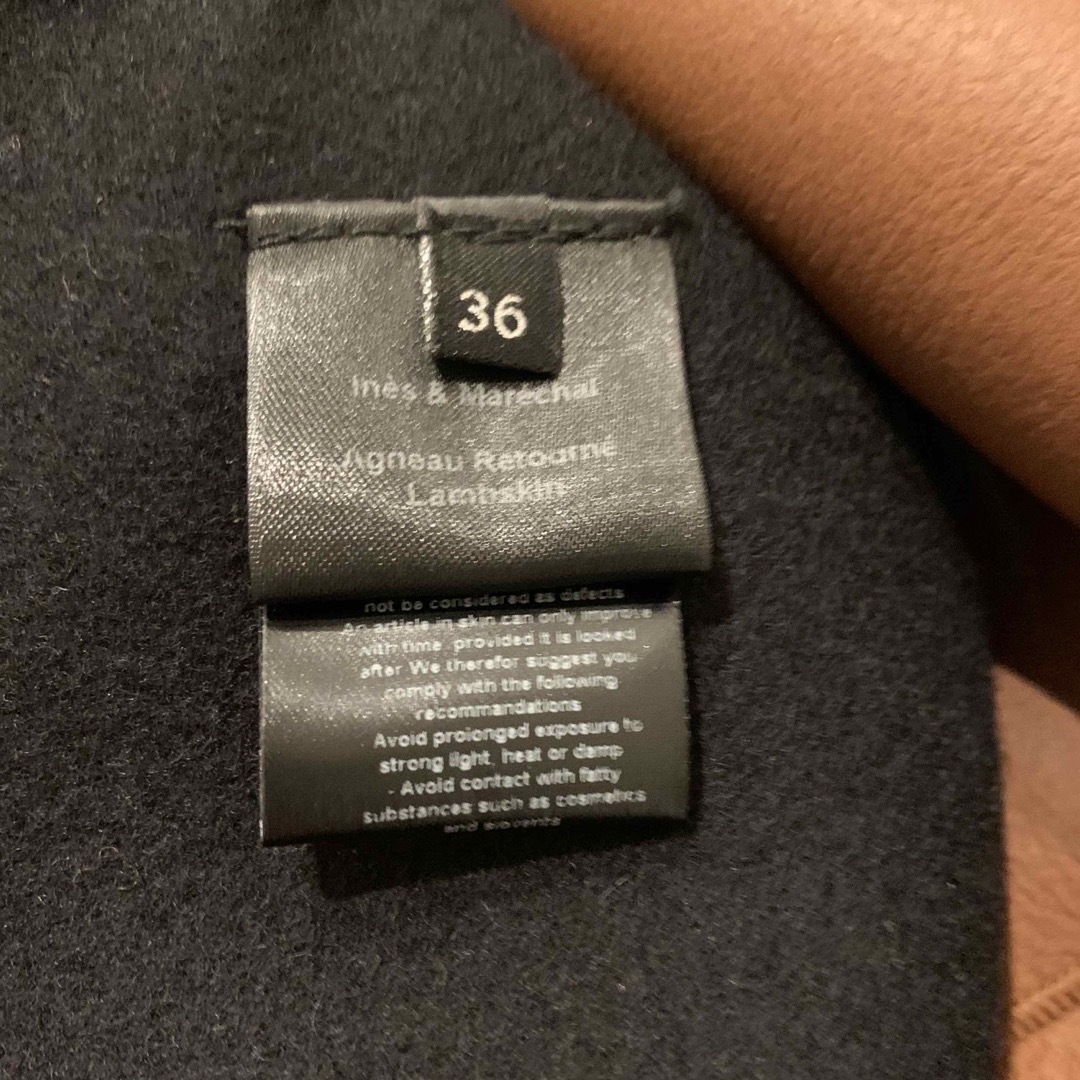 36
Inès & Maréchal
Agneau Retourné
Lambskin
not be considered as defects
An article in skin can only improve
with time, provided it is looked
after We therefor suggest you
comply with the following
recommandations
Avoid prolonged exposure to
strong light, heat or damp
- Avoid contact with fatty
substances such as cosmetics
and solvents